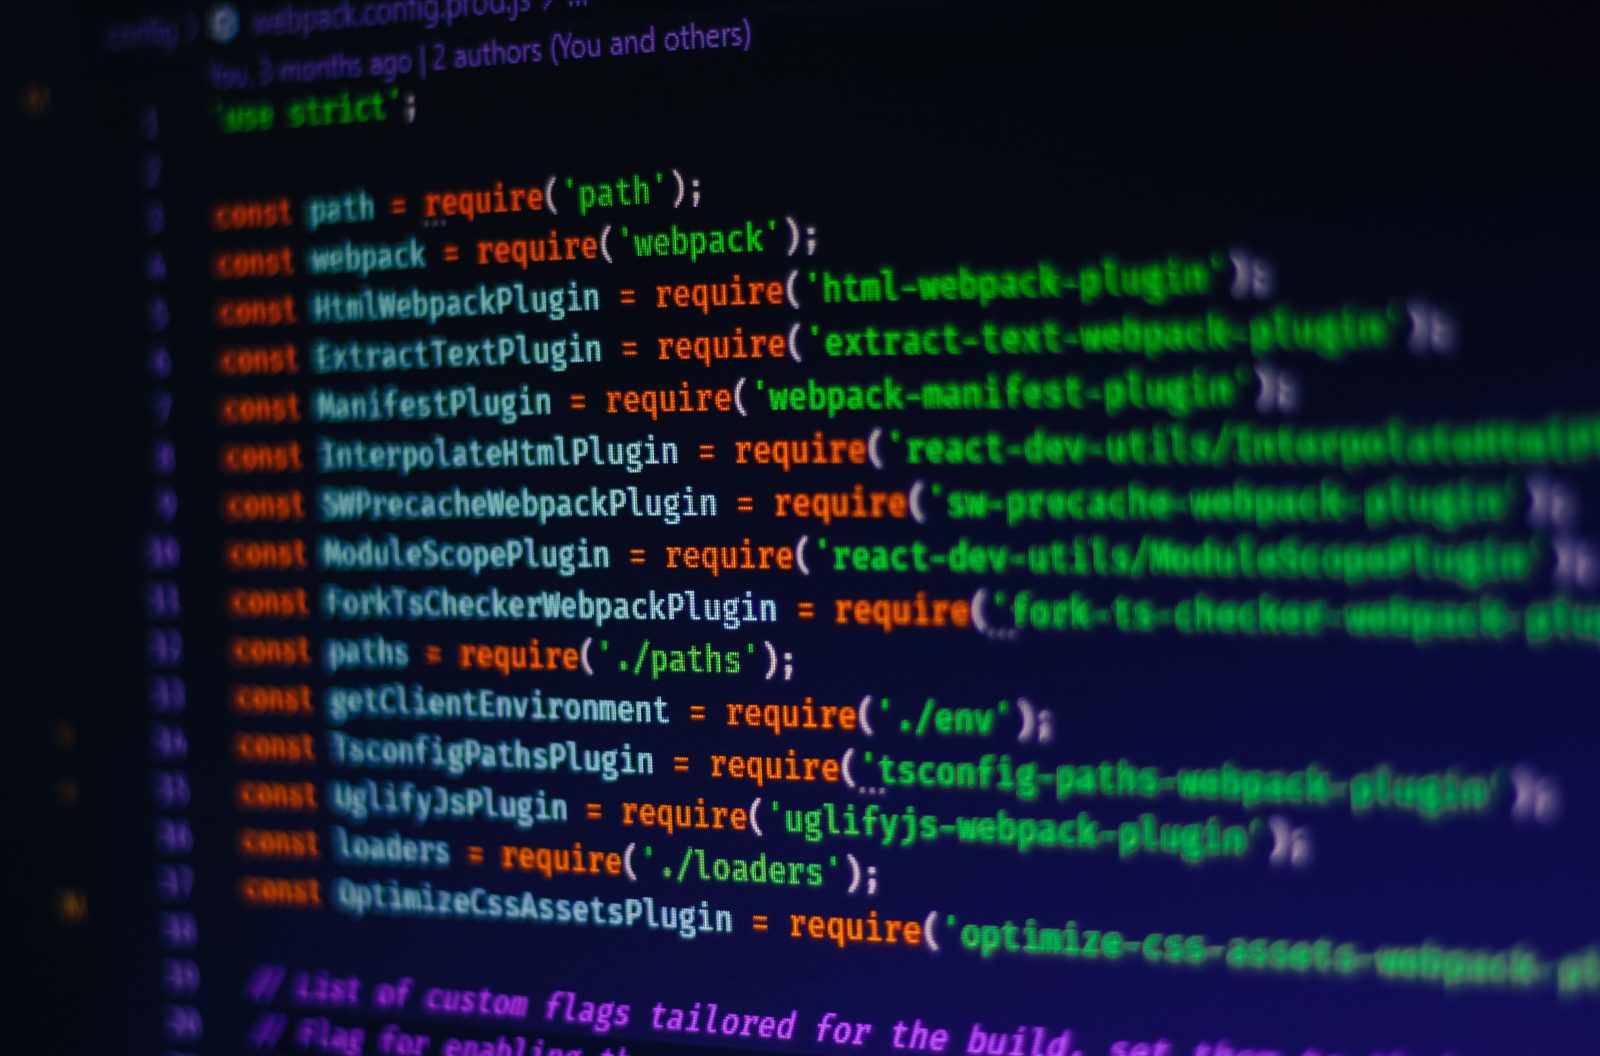 config › webpack.config.prod.js › ...
You, 3 months ago | 2 authors (You and others)
1 'use strict';
2
3 const path = require('path');
4 const webpack = require('webpack');
5 const HtmlWebpackPlugin = require('html-webpack-plugin');
6 const ExtractTextPlugin = require('extract-text-webpack-plugin');
7 const ManifestPlugin = require('webpack-manifest-plugin');
8 const InterpolateHtmlPlugin = require('react-dev-utils/InterpolateHtmlPl
9 const SWPrecacheWebpackPlugin = require('sw-precache-webpack-plugin');
10 const ModuleScopePlugin = require('react-dev-utils/ModuleScopePlugin');
11 const ForkTsCheckerWebpackPlugin = require('fork-ts-checker-webpack-plug
12 const paths = require('./paths');
13 const getClientEnvironment = require('./env');
14 const TsconfigPathsPlugin = require('tsconfig-paths-webpack-plugin');
15 const UglifyJsPlugin = require('uglifyjs-webpack-plugin');
16 const loaders = require('./loaders');
17 const OptimizeCssAssetsPlugin = require('optimize-css-assets-webpack-pl
18
19 // List of custom flags tailored for the build, set them to
20 // Flag for enabling